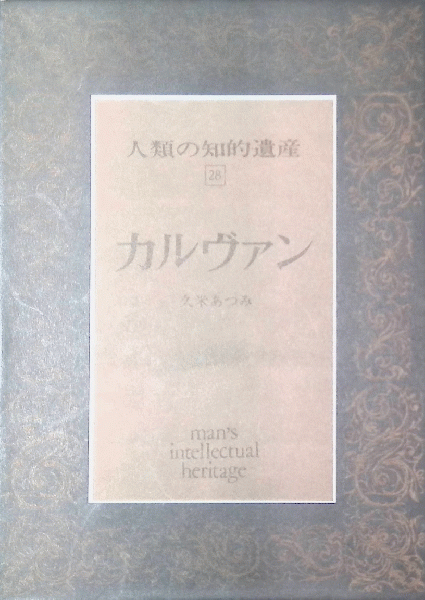 人類の知的遺産
28
カルヴァン
久米あつみ
man's
intellectual
heritage